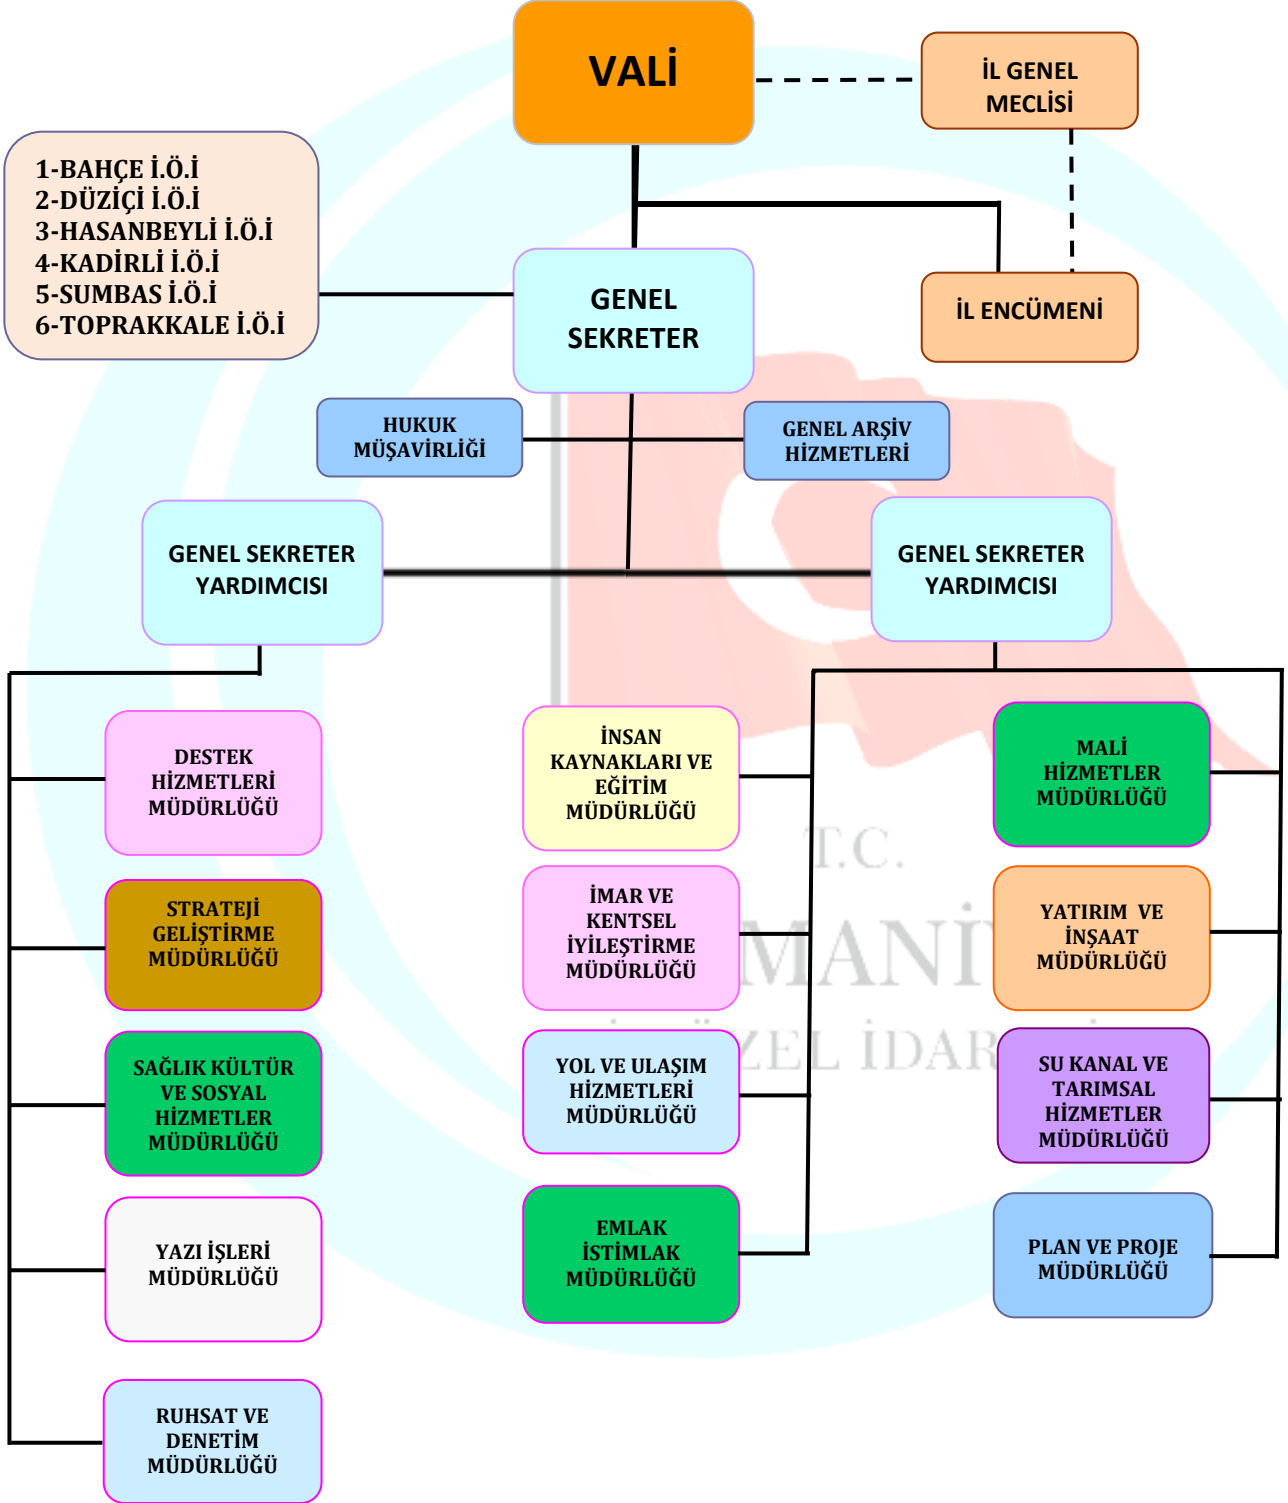 VALİ
İL GENEL
MECLİSİ
1-BAHÇE İ.Ö.İ
2-DÜZİÇİ İ.Ö.İ
3-HASANBEYLİ İ.Ö.İ
4-KADİRLİ İ.Ö.İ
5-SUMBAS İ.Ö.İ
6-TOPRAKKALE İ.Ö.İ
GENEL
SEKRETER
İL ENCÜMENİ
HUKUK
MÜŞAVİRLİĞİ
GENEL ARŞİV
HİZMETLERİ
GENEL SEKRETER
YARDIMCISI
GENEL SEKRETER
YARDIMCISI
DESTEK
HİZMETLERİ
MÜDÜRLÜĞÜ
STRATEJİ
GELİŞTİRME
MÜDÜRLÜĞÜ
SAĞLIK KÜLTÜR
VE SOSYAL
HİZMETLER
MÜDÜRLÜĞÜ
YAZI İŞLERİ
MÜDÜRLÜĞÜ
RUHSAT VE
DENETİM
MÜDÜRLÜĞÜ
İNSAN
KAYNAKLARI VE
EĞİTİM
MÜDÜRLÜĞÜ
İMAR VE
KENTSEL
İYİLEŞTİRME
MÜDÜRLÜĞÜ
YOL VE ULAŞIM
HİZMETLERİ
MÜDÜRLÜĞÜ
EMLAK
İSTİMLAK
MÜDÜRLÜĞÜ
MALİ
HİZMETLER
MÜDÜRLÜĞÜ
YATIRIM VE
İNŞAAT
MÜDÜRLÜĞÜ
SU KANAL VE
TARIMSAL
HİZMETLER
MÜDÜRLÜĞÜ
PLAN VE PROJE
MÜDÜRLÜĞÜ
T.C.